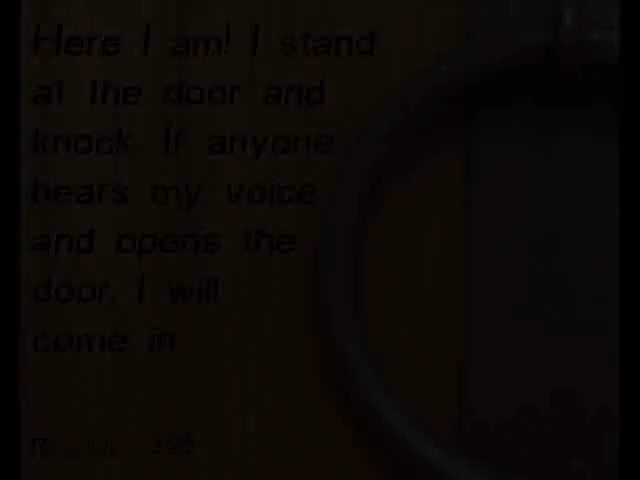 Here I am! I stand
at the door and
knock. If anyone
hears my voice
and opens the
door, I will
come in